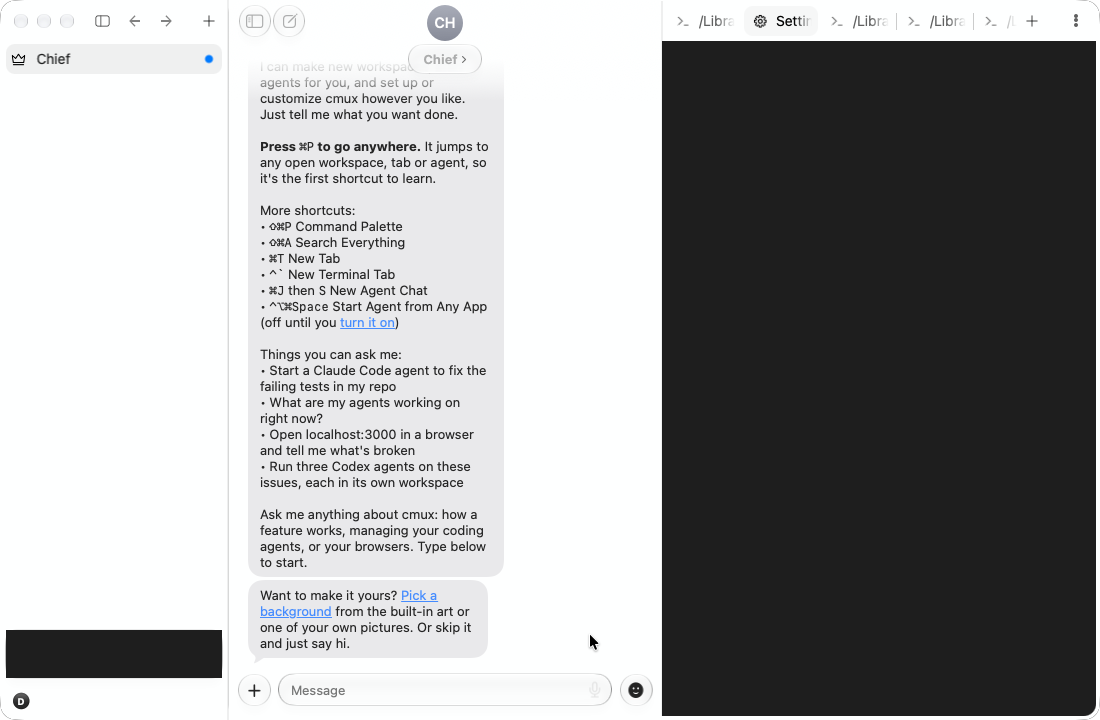 Chief
D
CH
Chief
I can make new workspac
agents for you, and set up or
customize cmux however you like.
Just tell me what you want done.
Press ⌘P to go anywhere. It jumps to
any open workspace, tab or agent, so
it's the first shortcut to learn.
More shortcuts:
• ⇧⌘P Command Palette
• ⇧⌘A Search Everything
• ⌘T New Tab
• ^` New Terminal Tab
• ⌘J then S New Agent Chat
• ^⌥⌘Space Start Agent from Any App
(off until you turn it on)
Things you can ask me:
• Start a Claude Code agent to fix the
failing tests in my repo
• What are my agents working on
right now?
• Open localhost:3000 in a browser
and tell me what's broken
• Run three Codex agents on these
issues, each in its own workspace
Ask me anything about cmux: how a
feature works, managing your coding
agents, or your browsers. Type below
to start.
Want to make it yours? Pick a
background from the built-in art or
one of your own pictures. Or skip it
and just say hi.
Message
/Libra
Settin
/Libra
/Libra